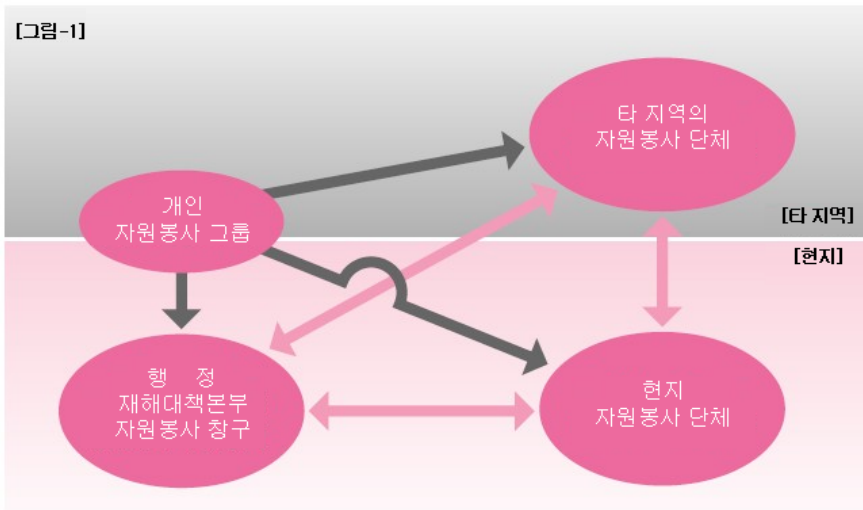 [그림-1]
타 지역의
자원봉사 단체
개인
자원봉사 그룹
[타 지역]
[현지]
행 정
재해대책본부
자원봉사 창구
현지
자원봉사 단체